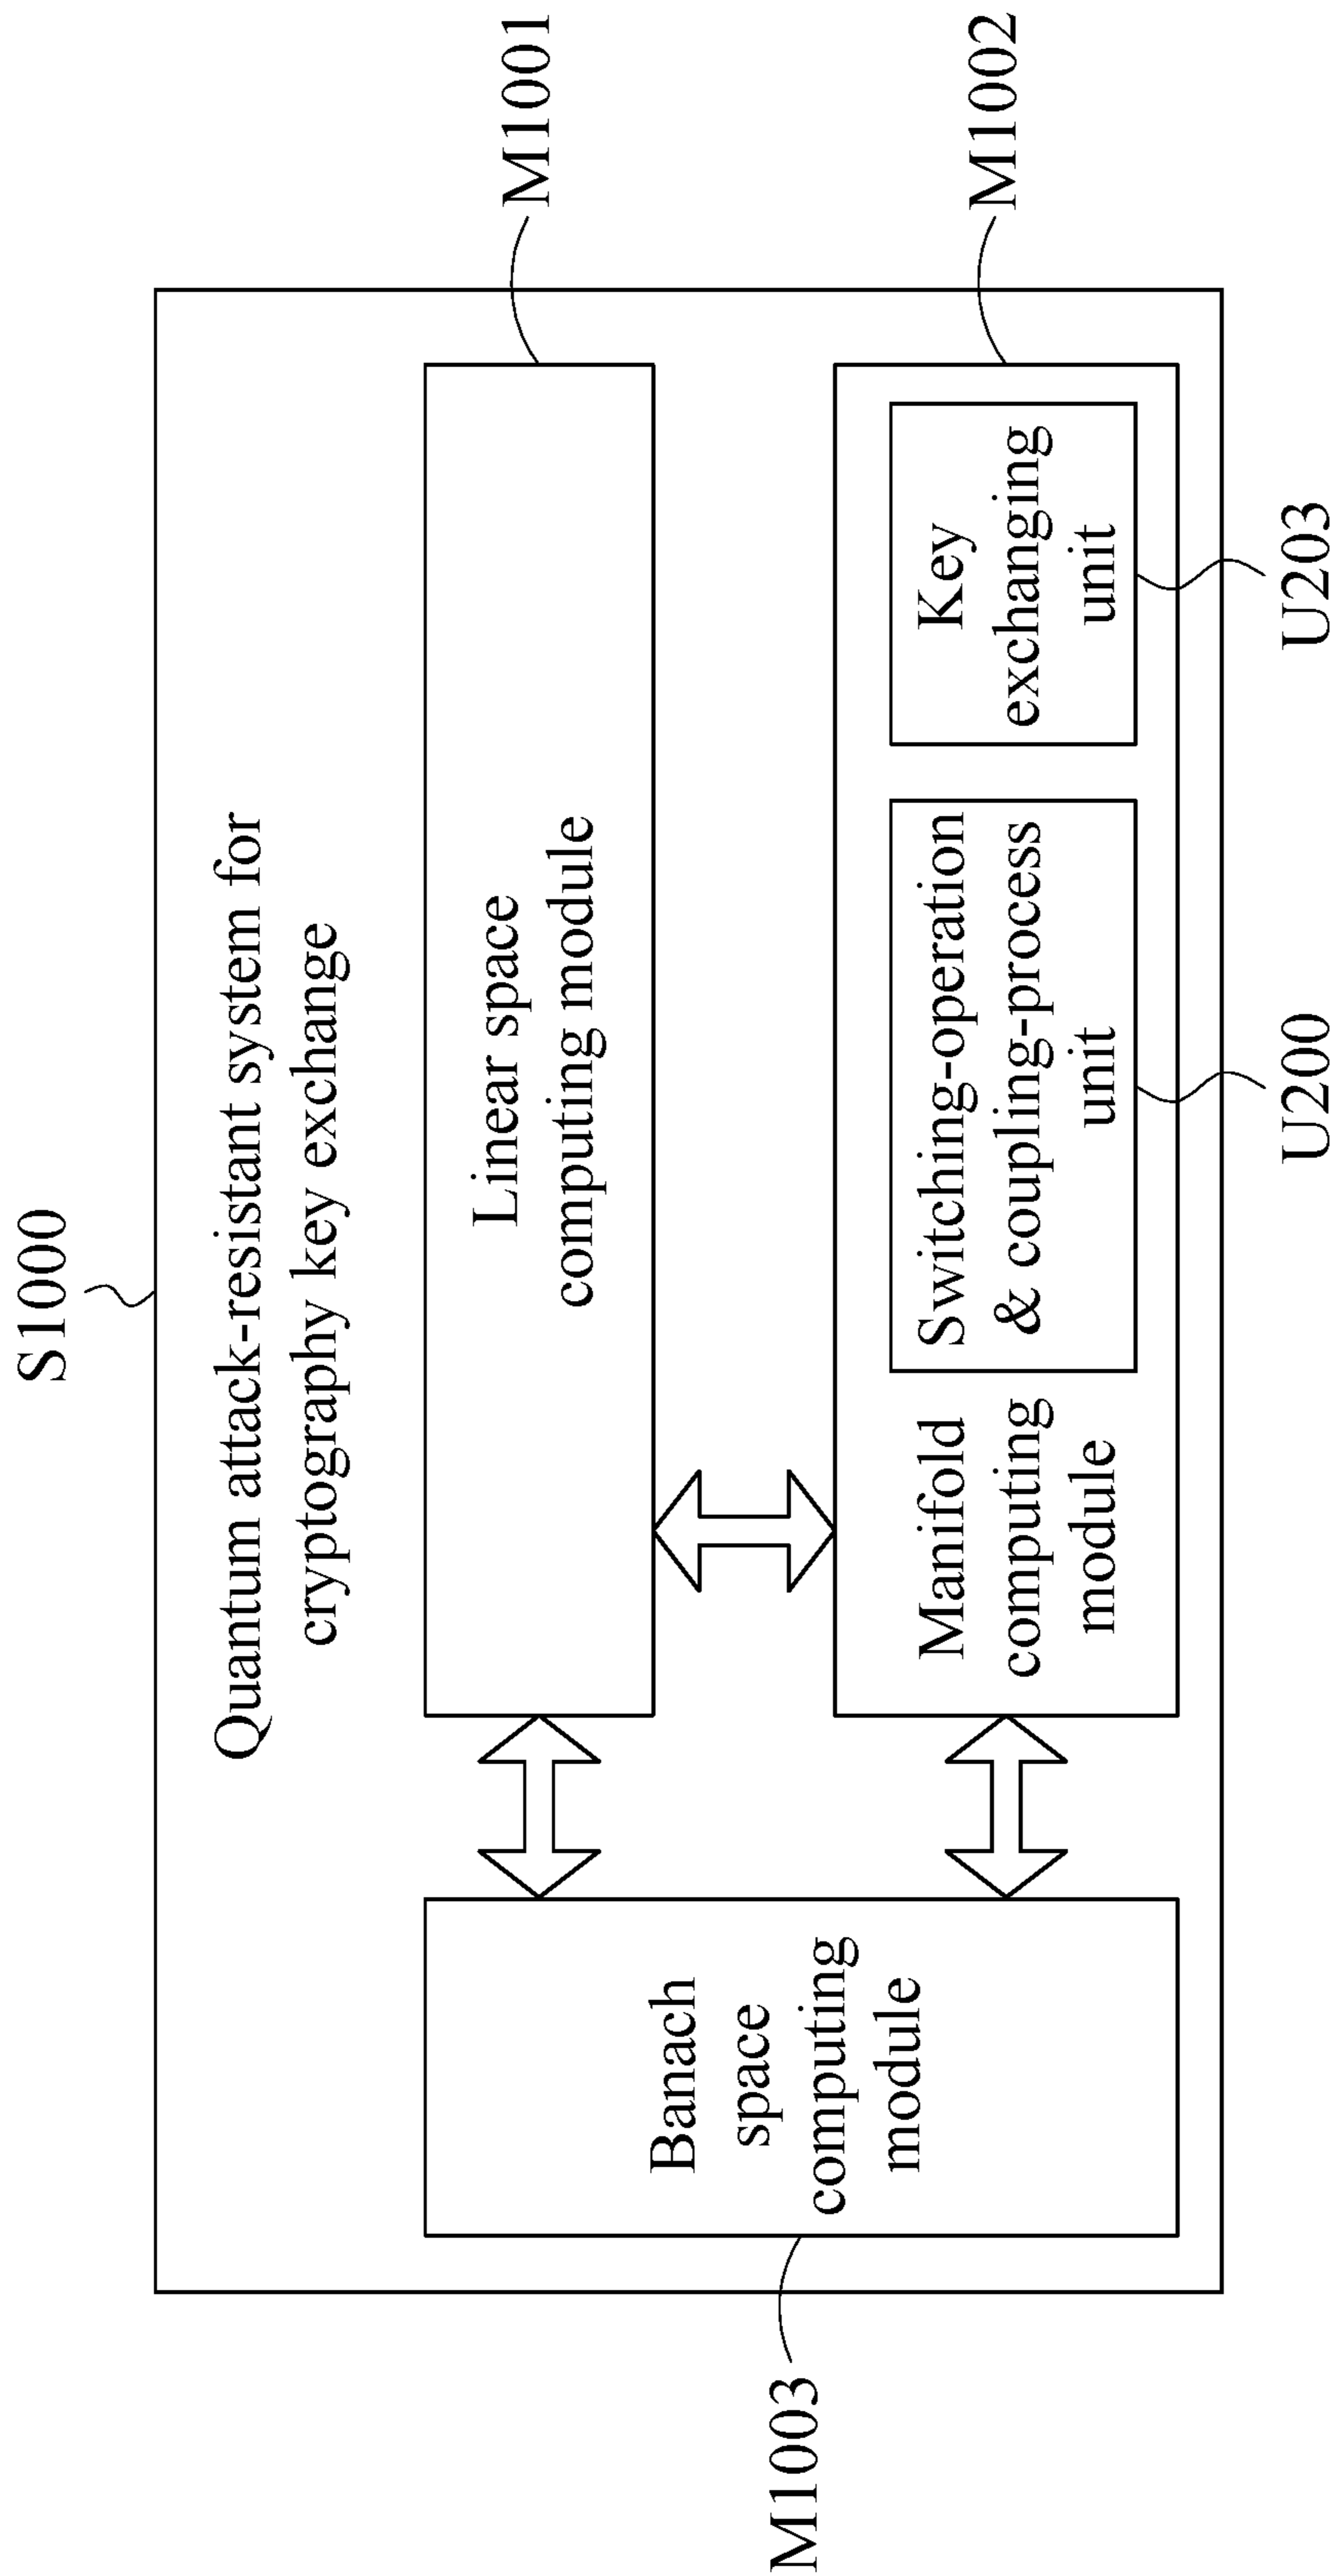 S1000
Quantum attack-resistant system for
cryptography key exchange
Linear space
computing module
M1001
Banach
space
computing
module
M1003
Manifold
computing
module
Switching-operation
& coupling-process
unit
Key
exchanging
unit
M1002
U200
U203